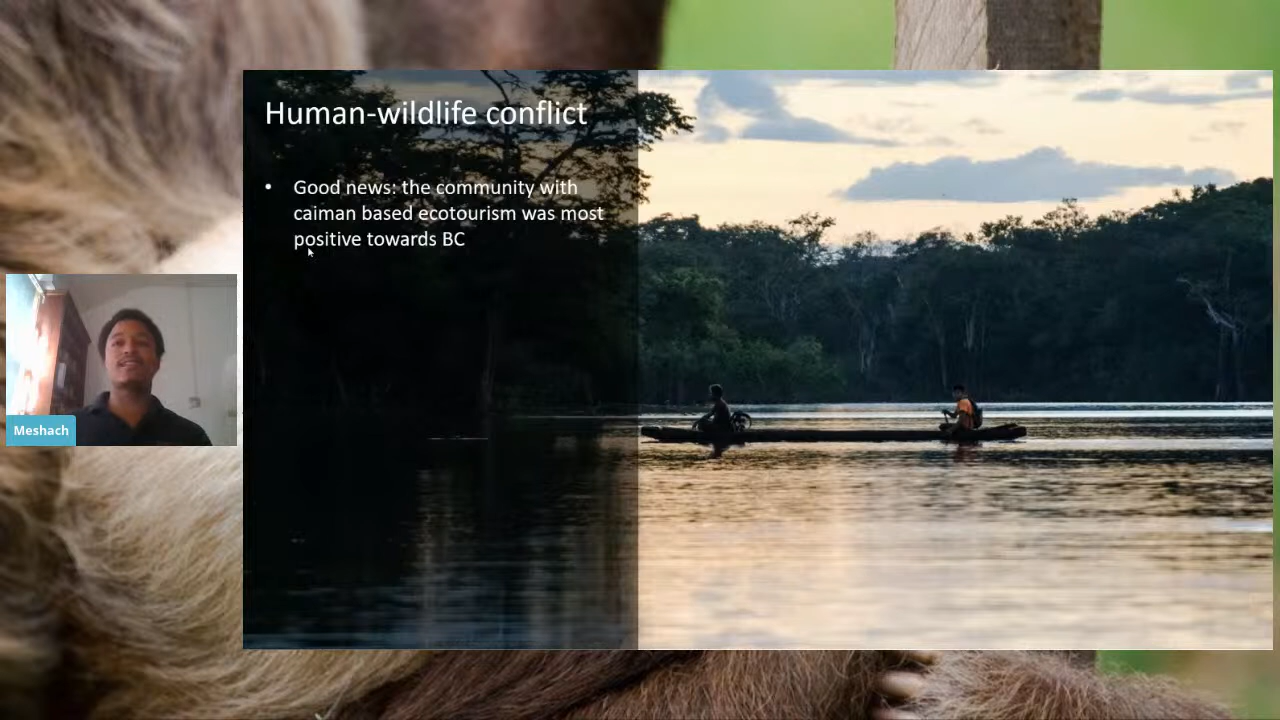 Human-wildlife conflict
• Good news: the community with
caiman based ecotourism was most
positive towards BC
Meshach